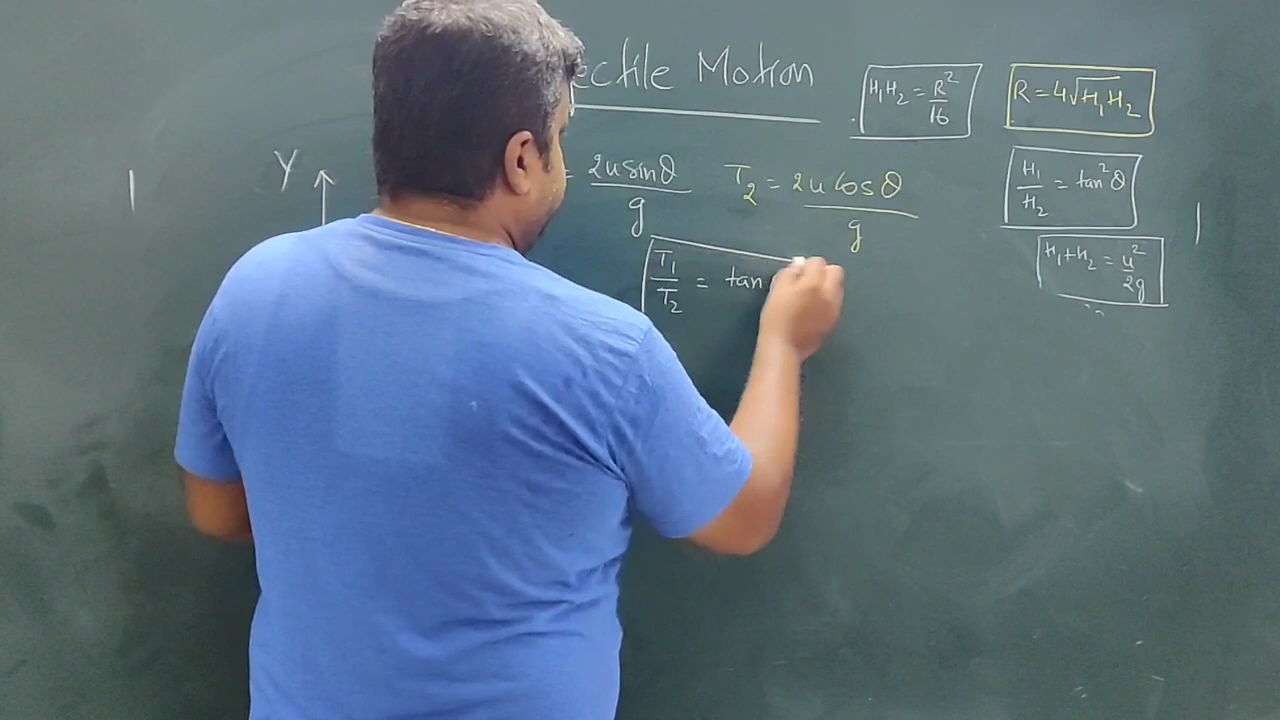 ectile Motion
H₁H₂ = R²/16
R = 4√H₁H₂
Y
= 2u sinθ/g
T₂ = 2u Cosθ/g
H₁/H₂ = tan²θ
T₁/T₂ = tan
H₁+H₂ = u²/2g